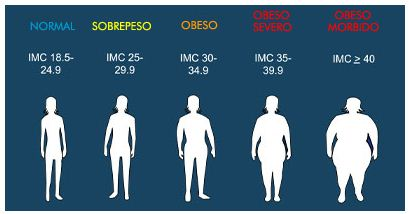 NORMAL
SOBREPESO
OBESO
OBESO
SEVERO
OBESO
MORBIDO
IMC 18.5-
24.9
IMC 25-
29.9
IMC 30-
34.9
IMC 35-
39.9
IMC ≥ 40